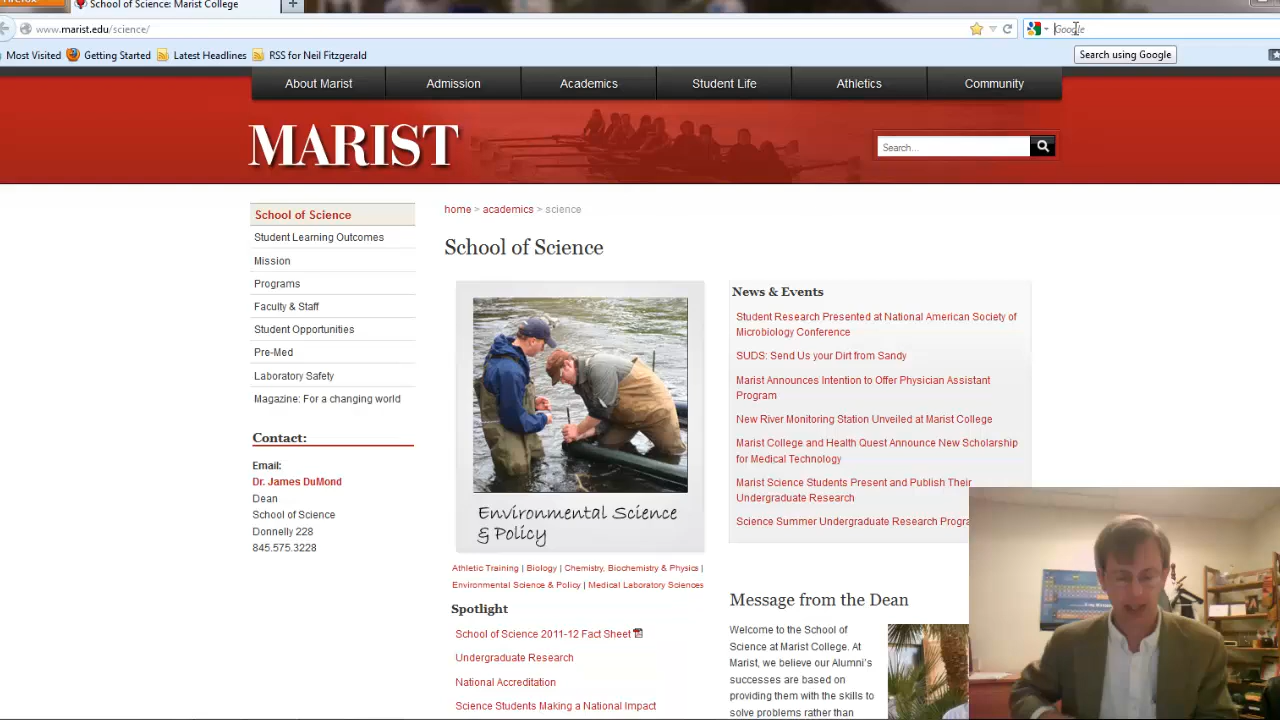 School of Science: Marist College
www.marist.edu/science/
Google
Most Visited Getting Started Latest Headlines RSS for Neil Fitzgerald
Search using Google
About Marist Admission Academics Student Life Athletics Community
MARIST
Search...
School of Science
Student Learning Outcomes
Mission
Programs
Faculty & Staff
Student Opportunities
Pre-Med
Laboratory Safety
Magazine: For a changing world
Contact:
Email:
Dr. James DuMond
Dean
School of Science
Donnelly 228
845.575.3228
home > academics > science
School of Science
Environmental Science
& Policy
Athletic Training | Biology | Chemistry, Biochemistry & Physics |
Environmental Science & Policy | Medical Laboratory Sciences
Spotlight
School of Science 2011-12 Fact Sheet
Undergraduate Research
National Accreditation
Science Students Making a National Impact
News & Events
Student Research Presented at National American Society of
Microbiology Conference
SUDS: Send Us your Dirt from Sandy
Marist Announces Intention to Offer Physician Assistant
Program
New River Monitoring Station Unveiled at Marist College
Marist College and Health Quest Announce New Scholarship
for Medical Technology
Marist Science Students Present and Publish Their
Undergraduate Research
Science Summer Undergraduate Research Progra
Message from the Dean
Welcome to the School of
Science at Marist College. At
Marist, we believe our Alumni's
successes are based on
providing them with the skills to
solve problems rather than